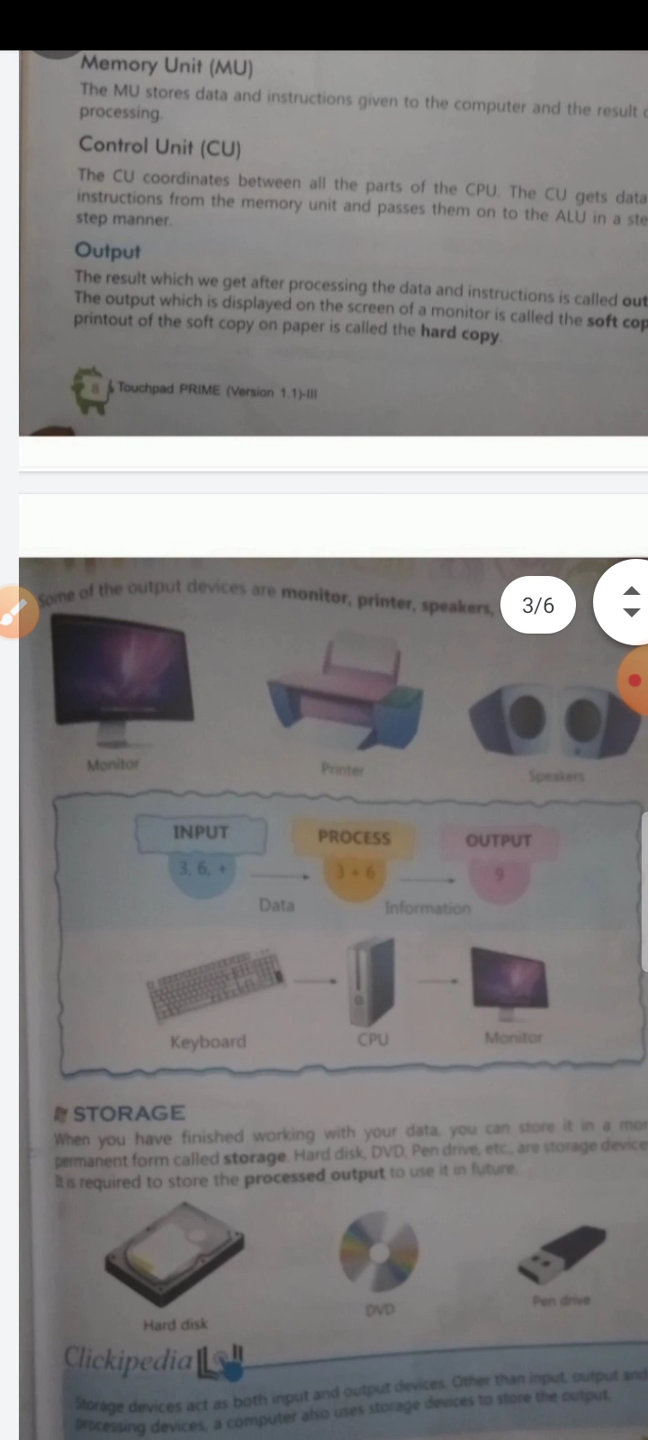 Memory Unit (MU)
The MU stores data and instructions given to the computer and the result
processing.
Control Unit (CU)
The CU coordinates between all the parts of the CPU. The CU gets data
instructions from the memory unit and passes them on to the ALU in a
step manner.
Output
The result which we get after processing the data and instructions is called
The output which is displayed on the screen of a monitor is called the soft
printout of the soft copy on paper is called the hard copy.
8 Touchpad PRIME (Version 1.1)-III
Some of the output devices are monitor, printer, speakers,
3/6
Monitor
Printer
Speakers
INPUT
PROCESS
OUTPUT
3, 6, +
3 + 6
9
Data
Information
Keyboard
CPU
Monitor
STORAGE
When you have finished working with your data, you can store it in a
permanent form called storage. Hard disk, DVD, Pen drive, etc., are storage
It is required to store the processed output to use it in future.
Hard disk
DVD
Pen drive
Clickipedia
Storage devices act as both input and output devices. Other than input, output and
processing devices, a computer also uses storage devices to store the output.